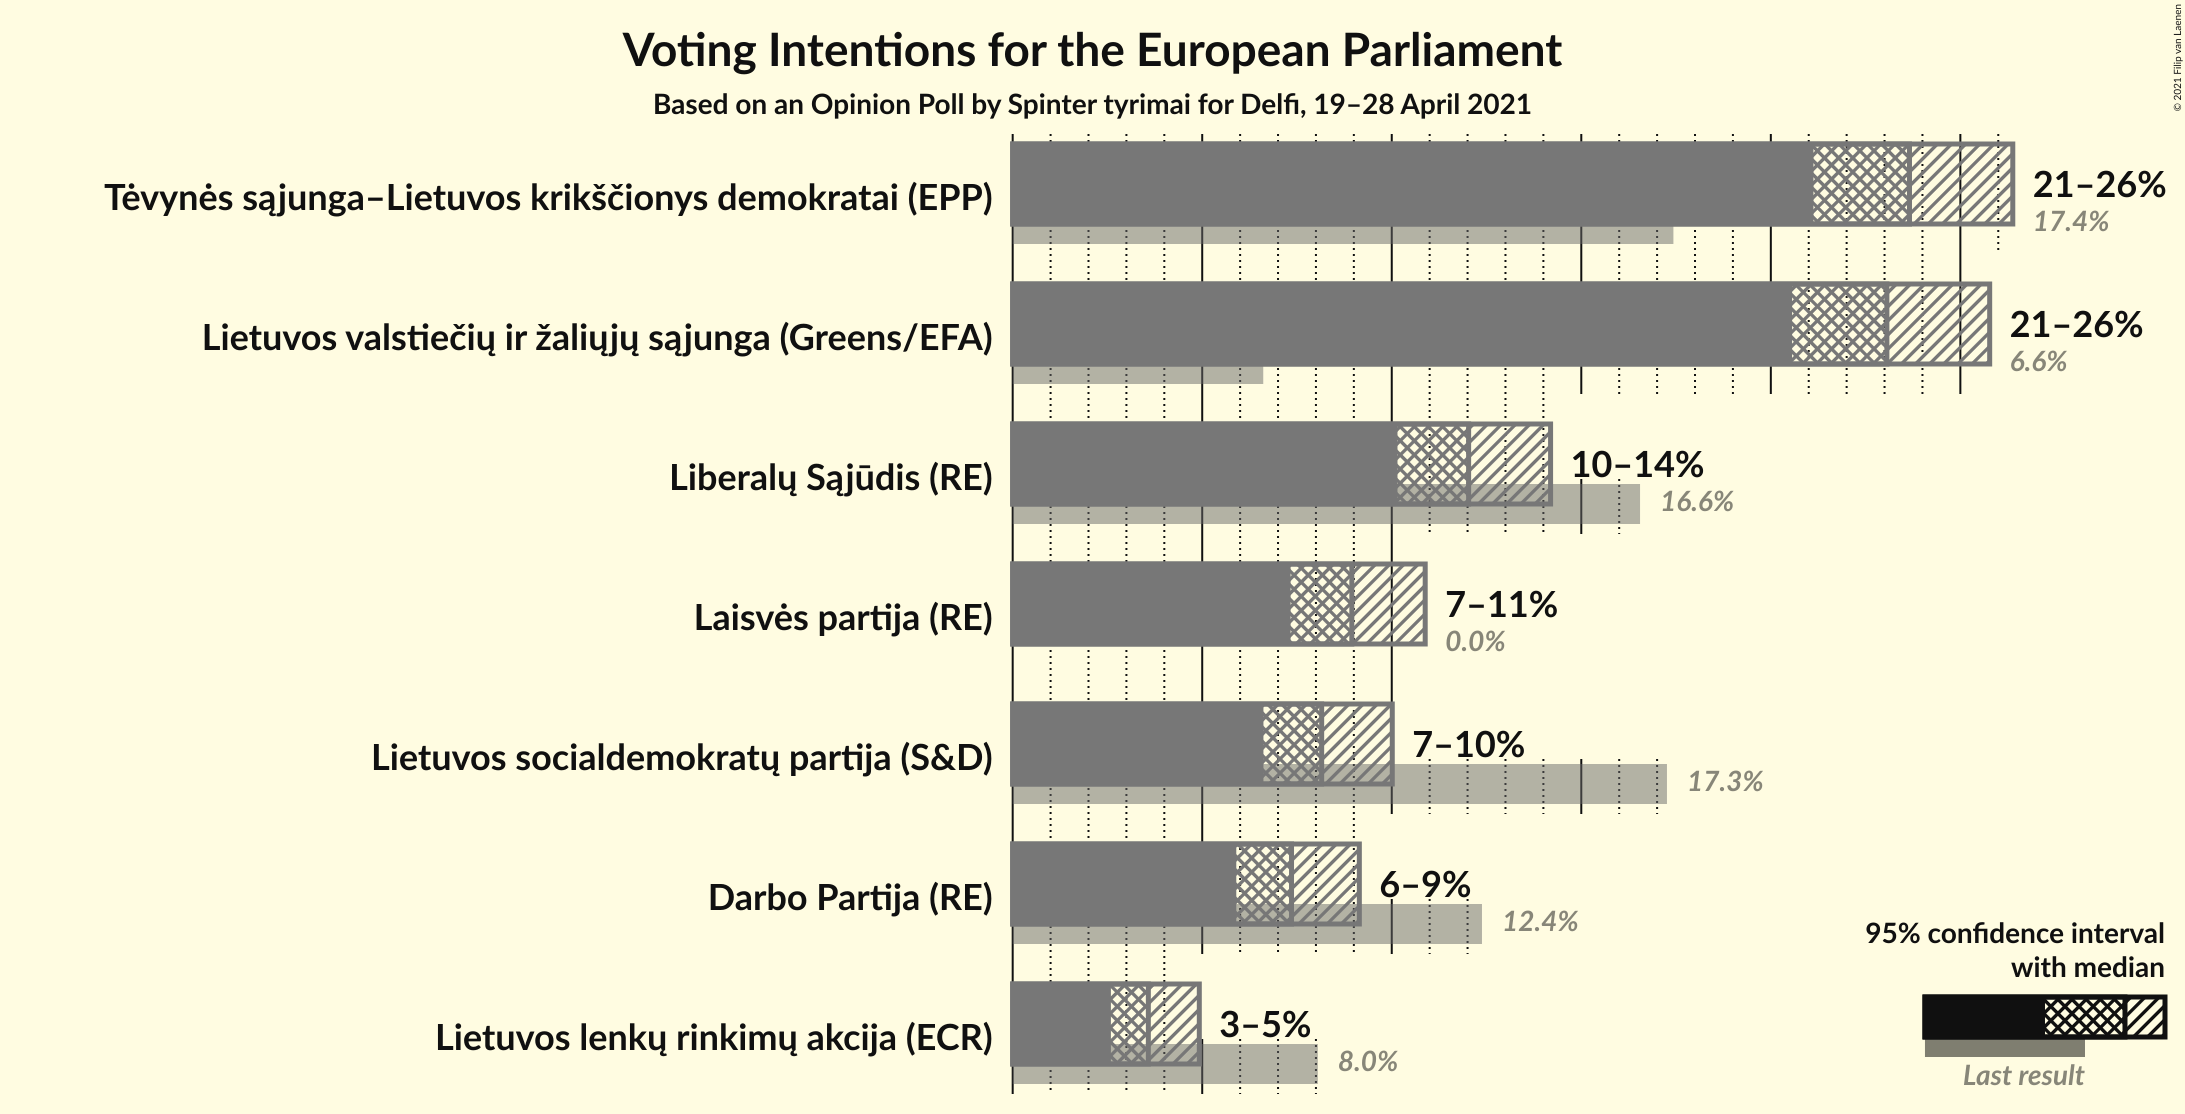 Voting Intentions for the European Parliament
Based on an Opinion Poll by Spinter tyrimai for Delfi, 19–28 April 2021
© 2021 Filip van Laenen
Tėvynės sąjunga–Lietuvos krikščionys demokratai (EPP)
21–26%
17.4%
Lietuvos valstiečių ir žaliųjų sąjunga (Greens/EFA)
21–26%
6.6%
Liberalų Sąjūdis (RE)
10–14%
16.6%
Laisvės partija (RE)
7–11%
0.0%
Lietuvos socialdemokratų partija (S&D)
7–10%
17.3%
Darbo Partija (RE)
6–9%
12.4%
Lietuvos lenkų rinkimų akcija (ECR)
3–5%
8.0%
95% confidence interval
with median
Last result